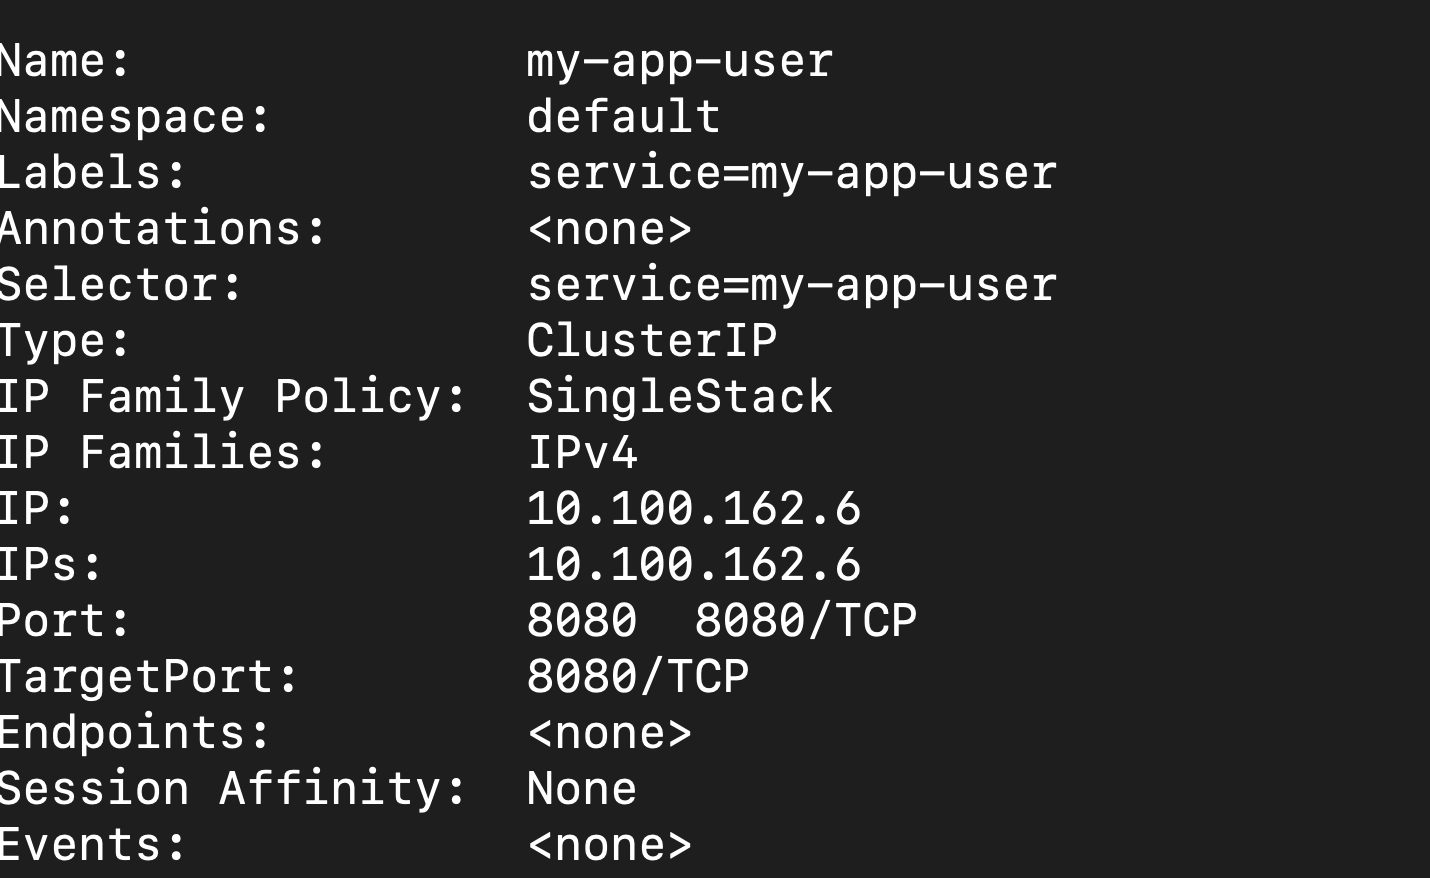 Name:              my-app-user
Namespace:         default
Labels:            service=my-app-user
Annotations:       <none>
Selector:          service=my-app-user
Type:              ClusterIP
IP Family Policy:  SingleStack
IP Families:       IPv4
IP:                10.100.162.6
IPs:               10.100.162.6
Port:              8080  8080/TCP
TargetPort:        8080/TCP
Endpoints:         <none>
Session Affinity:  None
Events:            <none>